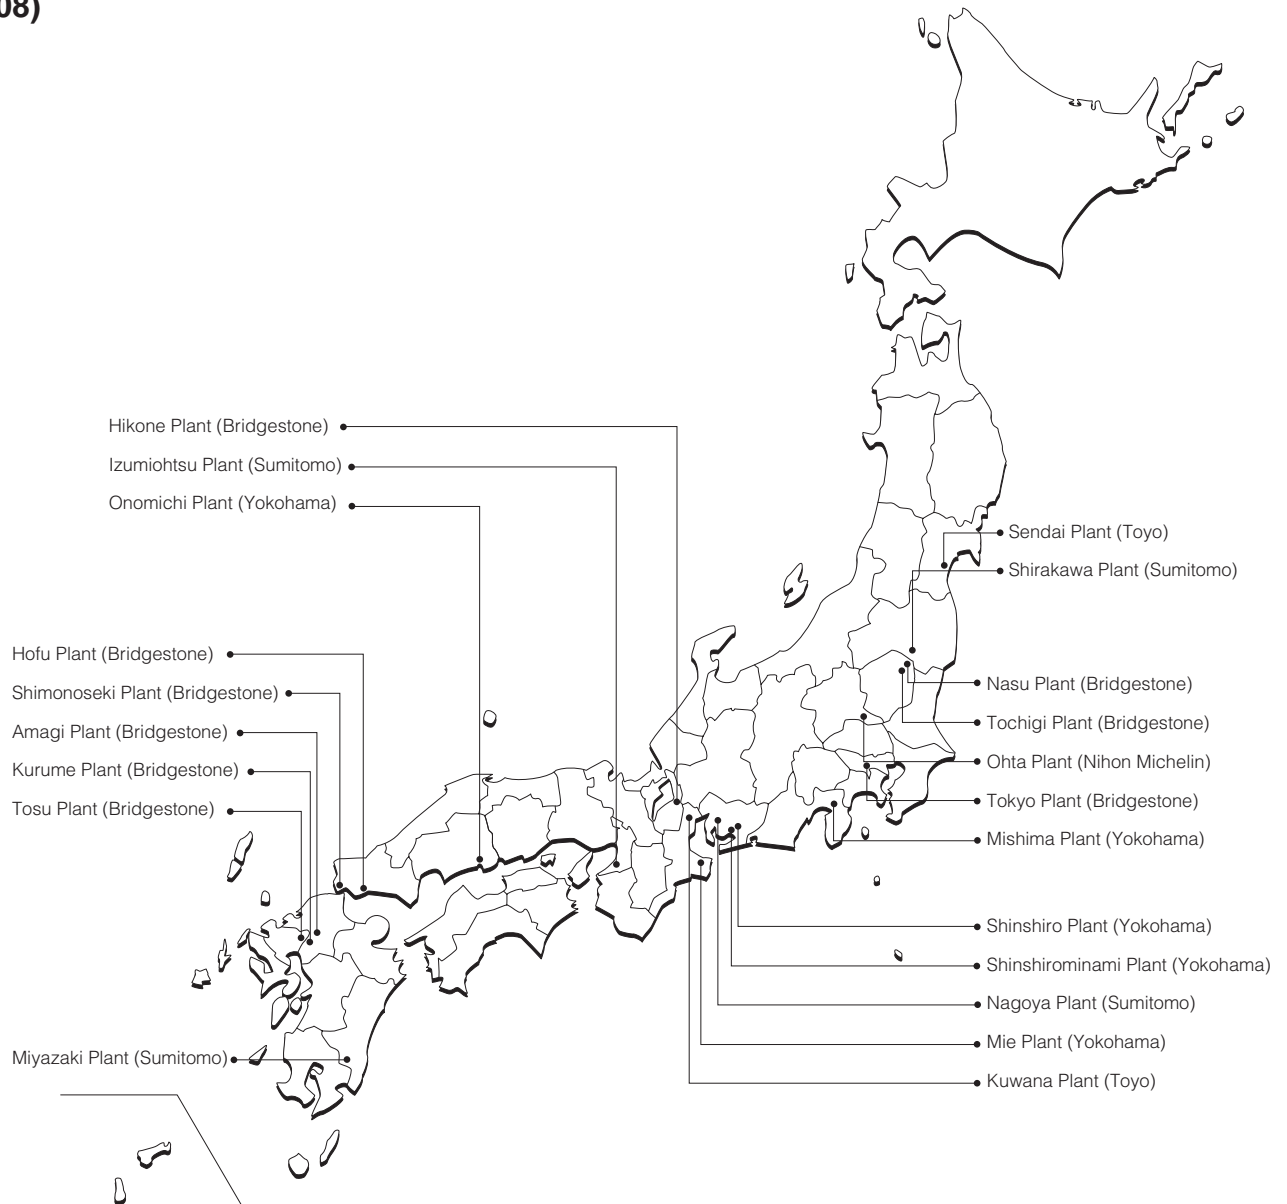 08)
Hikone Plant (Bridgestone)
Izumiohtsu Plant (Sumitomo)
Onomichi Plant (Yokohama)
Sendai Plant (Toyo)
Shirakawa Plant (Sumitomo)
Hofu Plant (Bridgestone)
Shimonoseki Plant (Bridgestone)
Amagi Plant (Bridgestone)
Kurume Plant (Bridgestone)
Tosu Plant (Bridgestone)
Nasu Plant (Bridgestone)
Tochigi Plant (Bridgestone)
Ohta Plant (Nihon Michelin)
Tokyo Plant (Bridgestone)
Mishima Plant (Yokohama)
Shinshiro Plant (Yokohama)
Shinshirominami Plant (Yokohama)
Nagoya Plant (Sumitomo)
Mie Plant (Yokohama)
Kuwana Plant (Toyo)
Miyazaki Plant (Sumitomo)